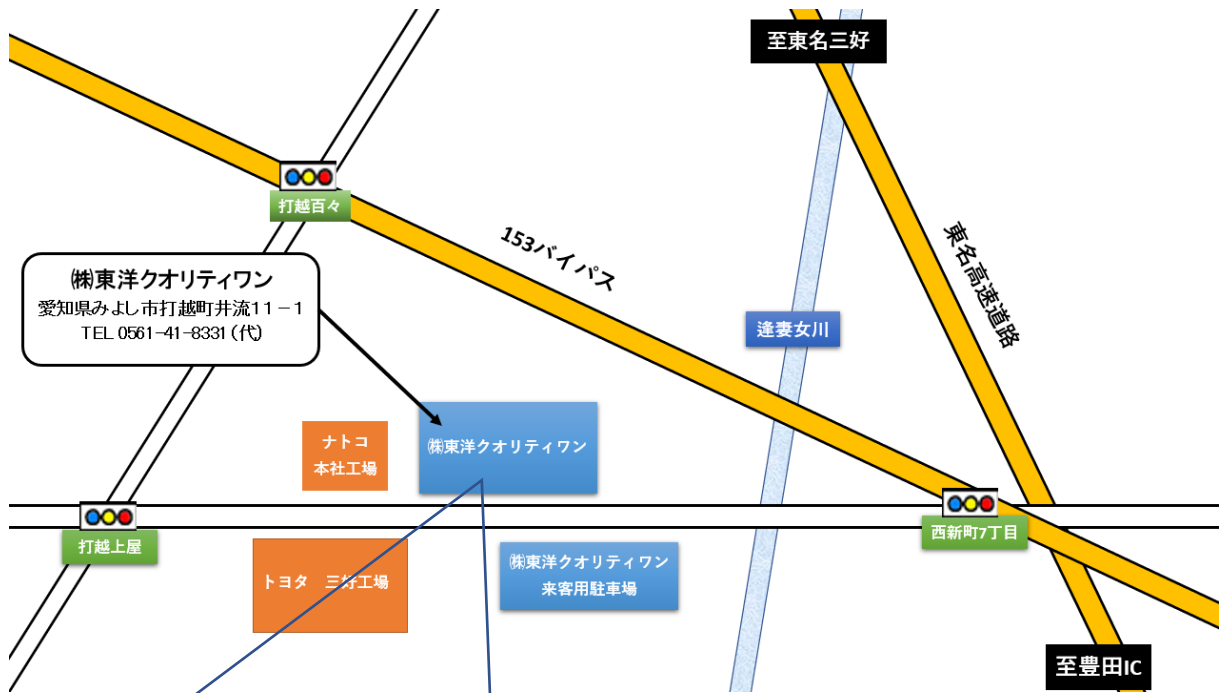 至東名三好
打越百々
153バイパス
東名高速道路
㈱東洋クオリティワン
愛知県みよし市打越町井流11-1
TEL 0561-41-8331(代)
逢妻女川
ナトコ
本社工場
㈱東洋クオリティワン
打越上屋
西新町7丁目
トヨタ　三好工場
㈱東洋クオリティワン
来客用駐車場
至豊田IC